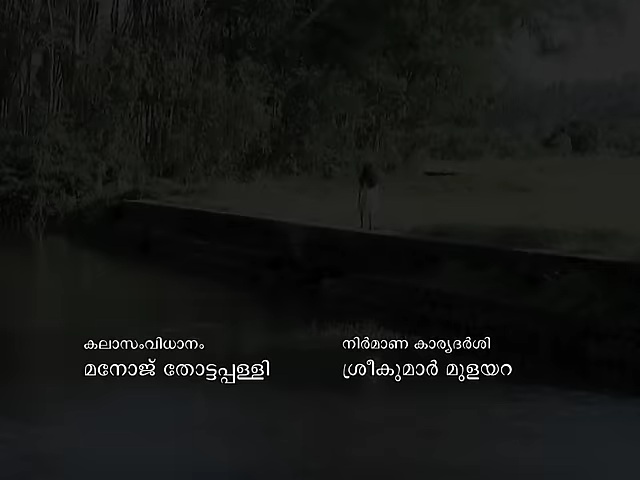 കലാസംവിധാനം
മനോജ് തോട്ടപ്പള്ളി
നിർമാണ കാര്യദർശി
ശ്രീകുമാർ മുളയറ